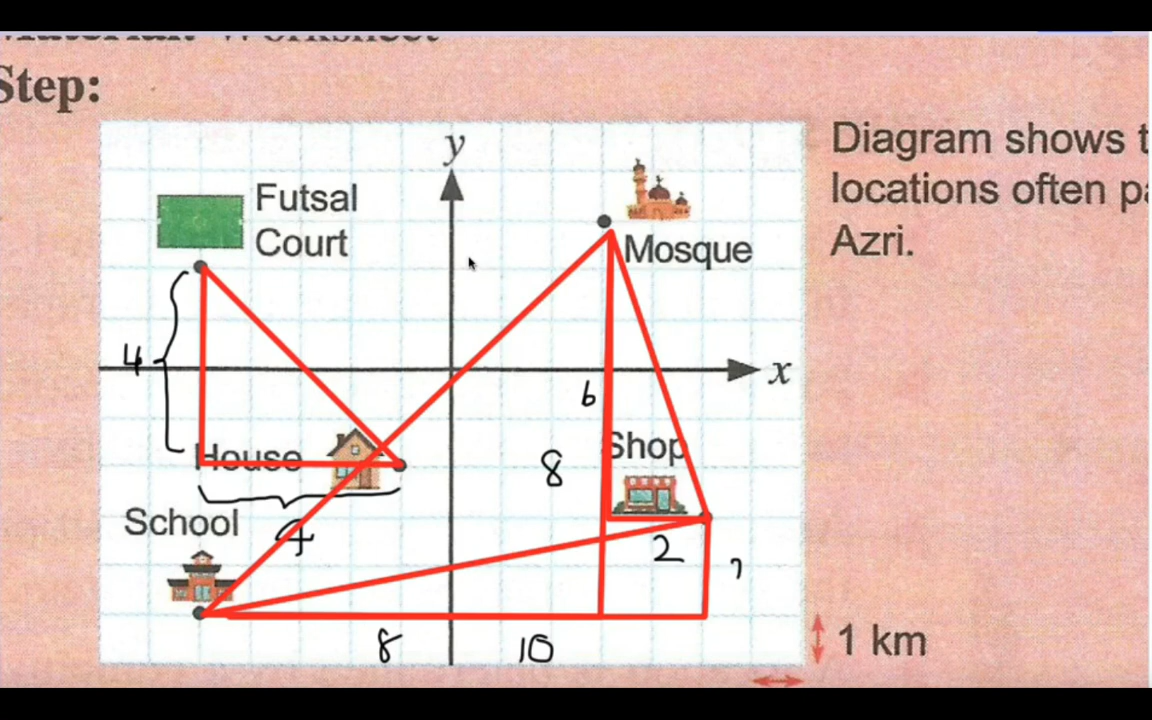 Step:
Diagram shows t
locations often pa
Azri.
y
Futsal
Court
Mosque
4
x
6
House
Shop
8
School
4
2
8
10
1 km